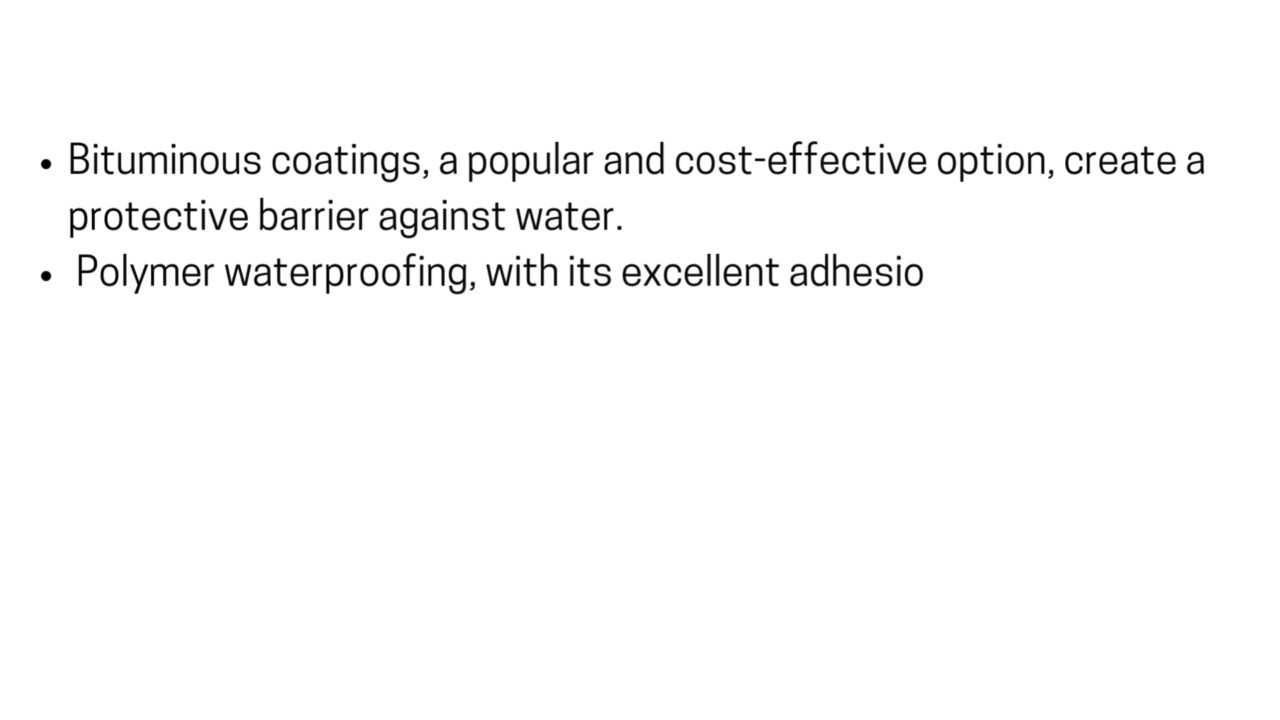 • Bituminous coatings, a popular and cost-effective option, create a
protective barrier against water.
• Polymer waterproofing, with its excellent adhesio